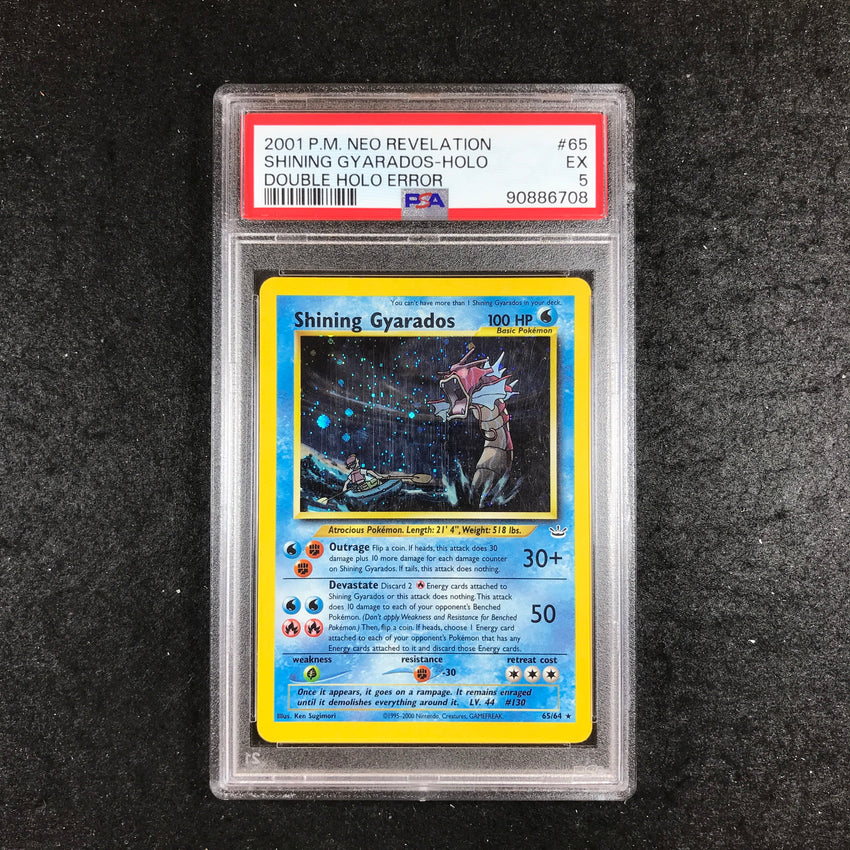 2001 P.M. NEO REVELATION #65
SHINING GYARADOS-HOLO EX
DOUBLE HOLO ERROR 5
PSA 90886708
You can't have more than 1 Shining Gyarados in your deck.
Shining Gyarados 100 HP
Basic Pokémon
Atrocious Pokémon. Length: 21' 4", Weight: 518 lbs.
Outrage Flip a coin. If heads, this attack does 30
damage plus 10 more damage for each damage counter
on Shining Gyarados. If tails, this attack does nothing.
30+
Devastate Discard 2 Energy cards attached to
Shining Gyarados or this attack does nothing. This attack
does 10 damage to each of your opponent's Benched
Pokémon. (Don't apply Weakness and Resistance for Benched
Pokémon.) Then, flip a coin. If heads, choose 1 Energy card
attached to each of your opponent's Pokémon that has any
Energy cards attached to it and discard those Energy cards.
50
weakness resistance retreat cost
-30
Once it appears, it goes on a rampage. It remains enraged
until it demolishes everything around it. LV. 44 #130
Illus. Ken Sugimori ©1995-2000 Nintendo, Creatures, GAMEFREAK. 65/64 ★